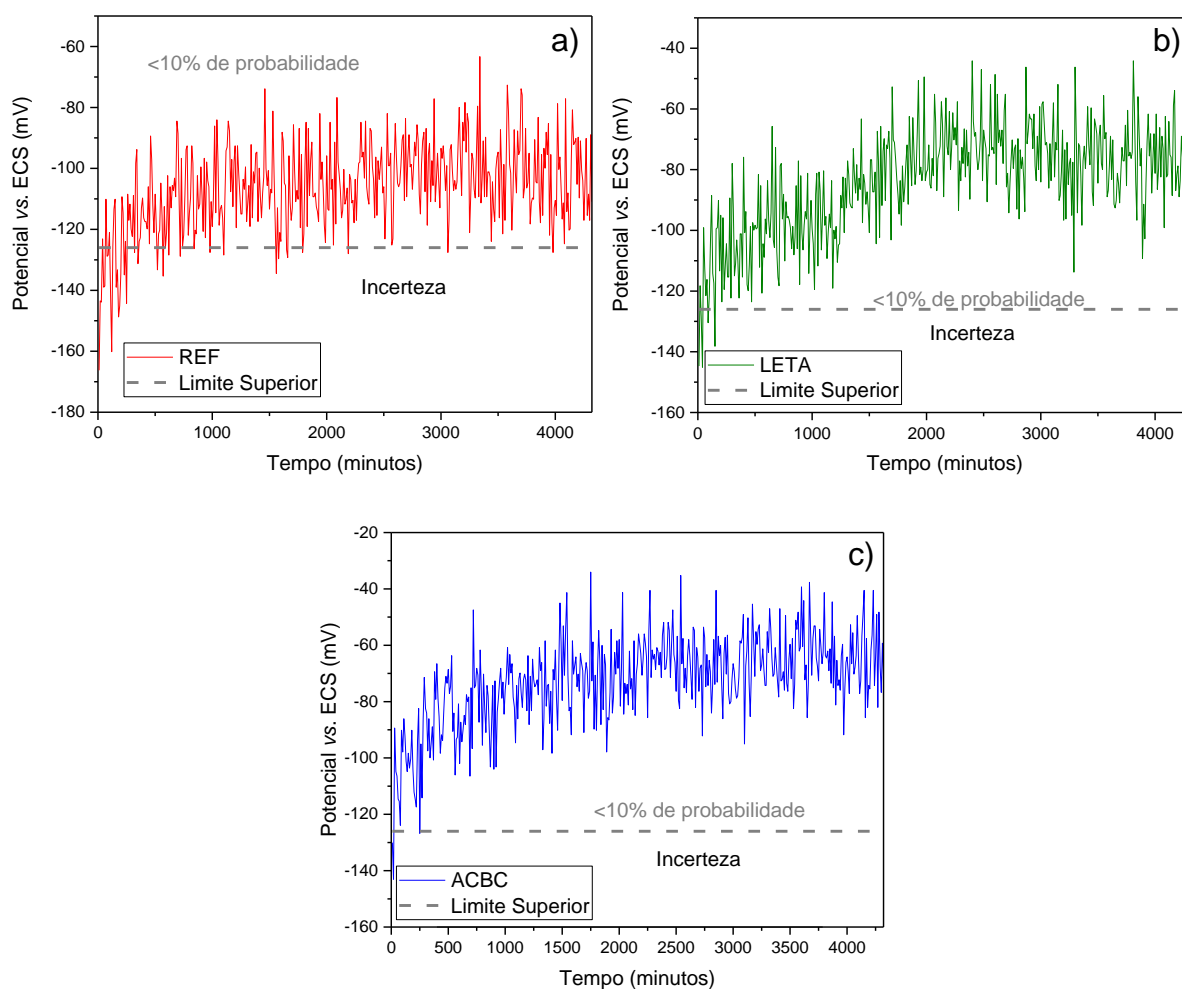 a)
<10% de probabilidade
Potencial vs. ECS (mV)
-60
-80
-100
-120
-140
-160
-180
Incerteza
REF
Limite Superior
0 1000 2000 3000 4000
Tempo (minutos)
b)
Potencial vs. ECS (mV)
-40
-60
-80
-100
-120
-140
-160
<10% de probabilidade
Incerteza
LETA
Limite Superior
0 1000 2000 3000 4000
Tempo (minutos)
c)
Potencial vs. ECS (mV)
-20
-40
-60
-80
-100
-120
-140
-160
<10% de probabilidade
Incerteza
ACBC
Limite Superior
0 500 1000 1500 2000 2500 3000 3500 4000
Tempo (minutos)